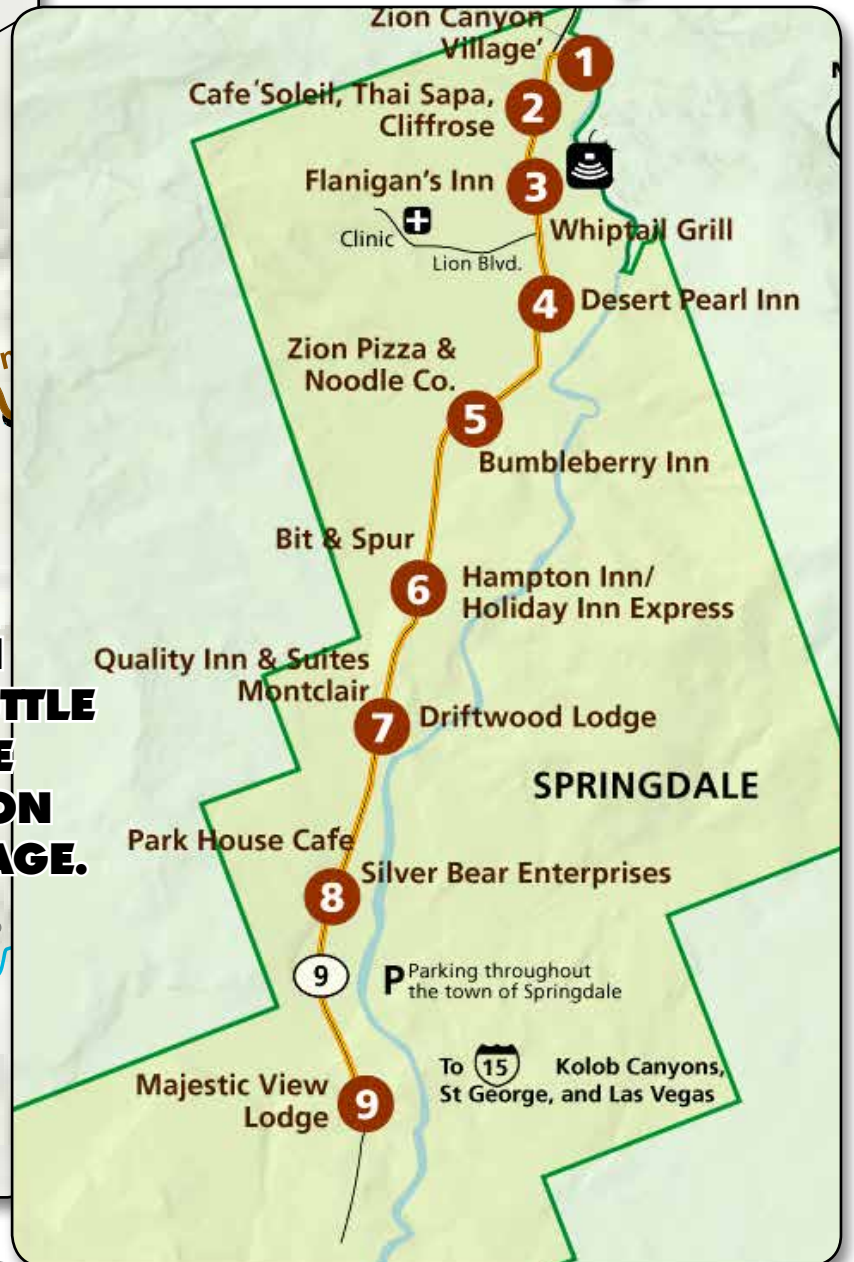 Zion Canyon
Village'
1
Cafe´Soleil, Thai Sapa,
Cliffrose
2
Flanigan's Inn
3
Whiptail Grill
Clinic
Lion Blvd.
4
Desert Pearl Inn
Zion Pizza &
Noodle Co.
5
Bumbleberry Inn
Bit & Spur
6
Hampton Inn/
Holiday Inn Express
Quality Inn & Suites
Montclair
7
Driftwood Lodge
SPRINGDALE
Park House Cafe
Silver Bear Enterprises
8
9
P Parking throughout
the town of Springdale
To 15 Kolob Canyons,
St George, and Las Vegas
Majestic View
Lodge
9
TTLE
ON
AGE.